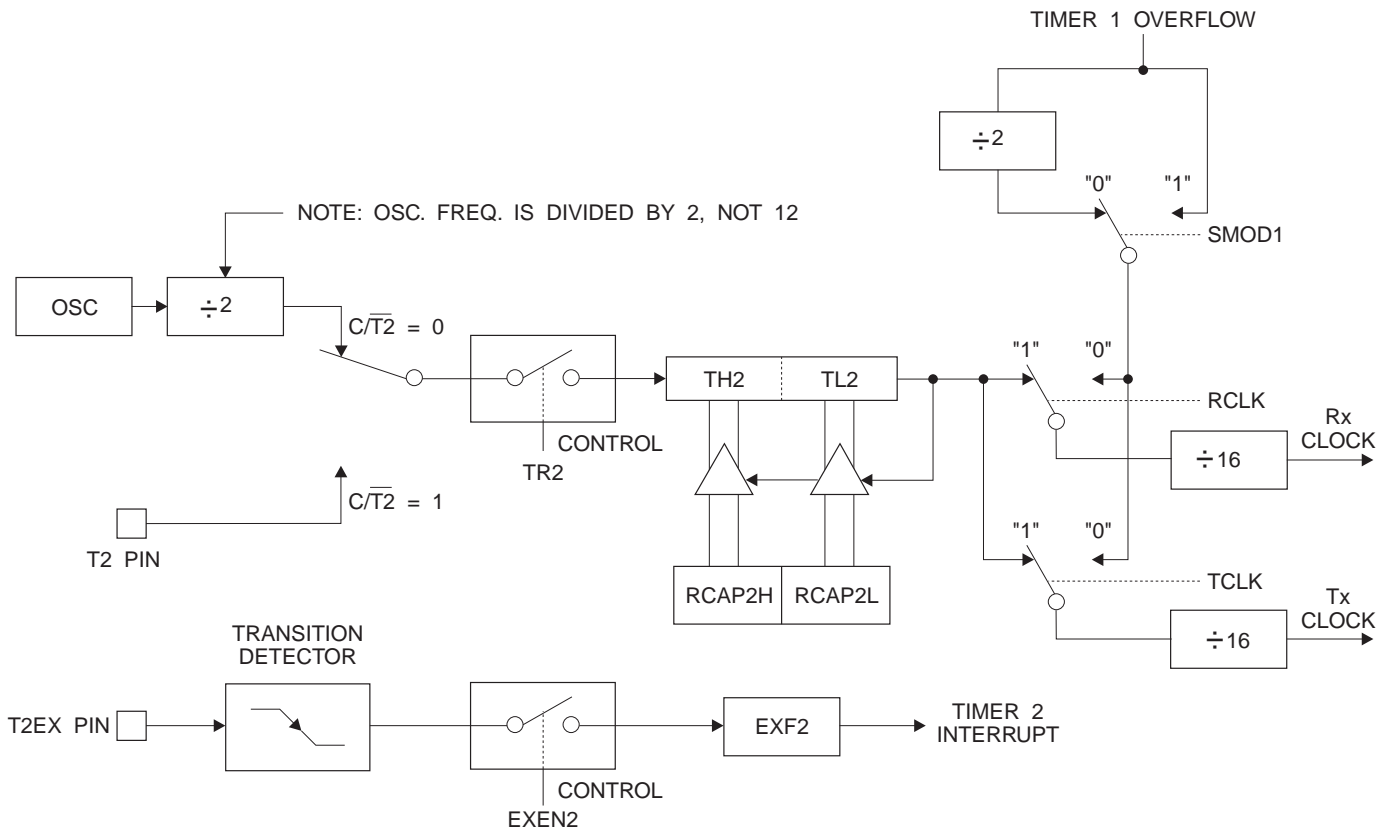 TIMER 1 OVERFLOW
÷2
"0" "1"
NOTE: OSC. FREQ. IS DIVIDED BY 2, NOT 12
SMOD1
OSC
÷2
C/T̅2̅ = 0
"1" "0"
TH2 TL2
RCLK
CONTROL
TR2
Rx
CLOCK
÷16
C/T̅2̅ = 1
T2 PIN
"1" "0"
RCAP2H RCAP2L
TCLK
Tx
CLOCK
÷16
TRANSITION
DETECTOR
T2EX PIN
EXF2
TIMER 2
INTERRUPT
CONTROL
EXEN2